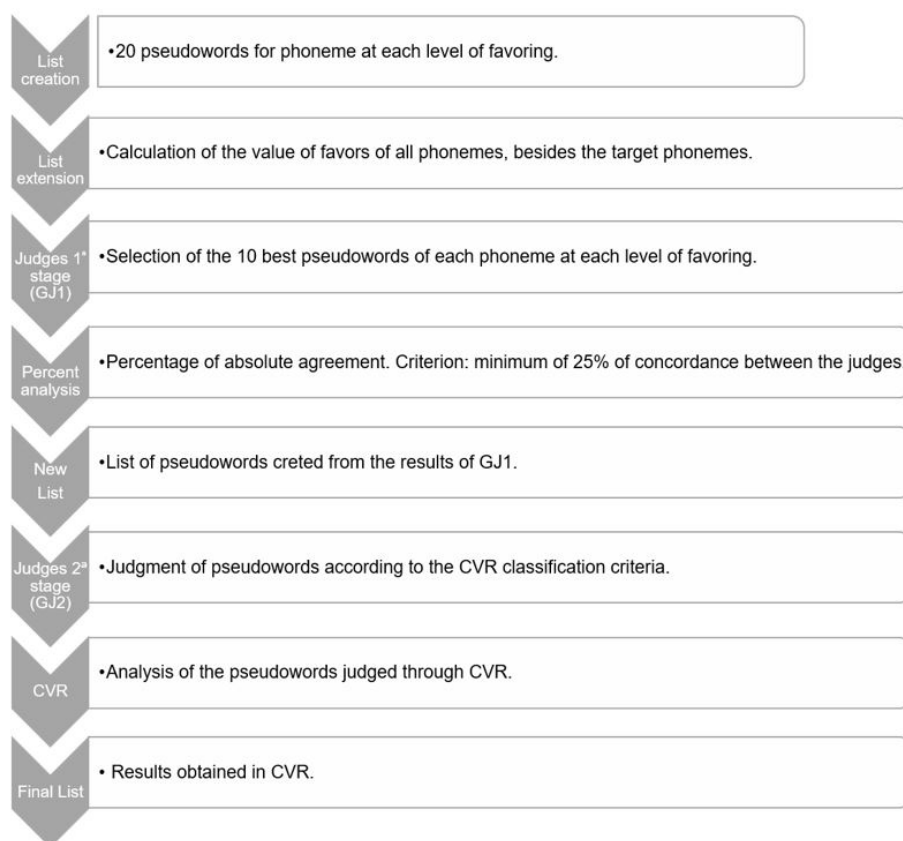 List
creation
•20 pseudowords for phoneme at each level of favoring.
List
extension
•Calculation of the value of favors of all phonemes, besides the target phonemes.
Judges 1ª
stage
(GJ1)
•Selection of the 10 best pseudowords of each phoneme at each level of favoring.
Percent
analysis
•Percentage of absolute agreement. Criterion: minimum of 25% of concordance between the judges
New
List
•List of pseudowords creted from the results of GJ1.
Judges 2ª
stage
(GJ2)
•Judgment of pseudowords according to the CVR classification criteria.
CVR
•Analysis of the pseudowords judged through CVR.
Final List
• Results obtained in CVR.